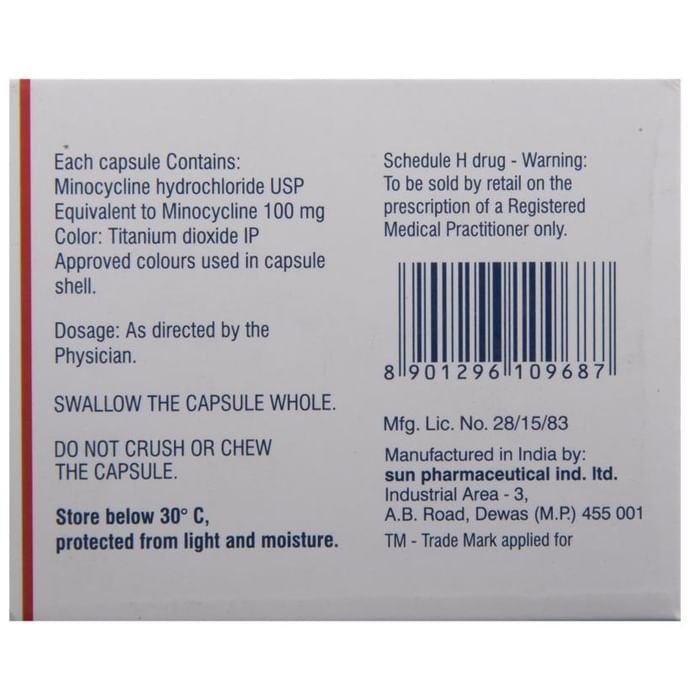 Each capsule Contains:
Minocycline hydrochloride USP
Equivalent to Minocycline 100 mg
Color: Titanium dioxide IP
Approved colours used in capsule
shell.
Dosage: As directed by the
Physician.
SWALLOW THE CAPSULE WHOLE.
DO NOT CRUSH OR CHEW
THE CAPSULE.
Store below 30° C,
protected from light and moisture.
Schedule H drug - Warning:
To be sold by retail on the
prescription of a Registered
Medical Practitioner only.
8 901296 109687
Mfg. Lic. No. 28/15/83
Manufactured in India by:
sun pharmaceutical ind. ltd.
Industrial Area - 3,
A.B. Road, Dewas (M.P.) 455 001
TM - Trade Mark applied for